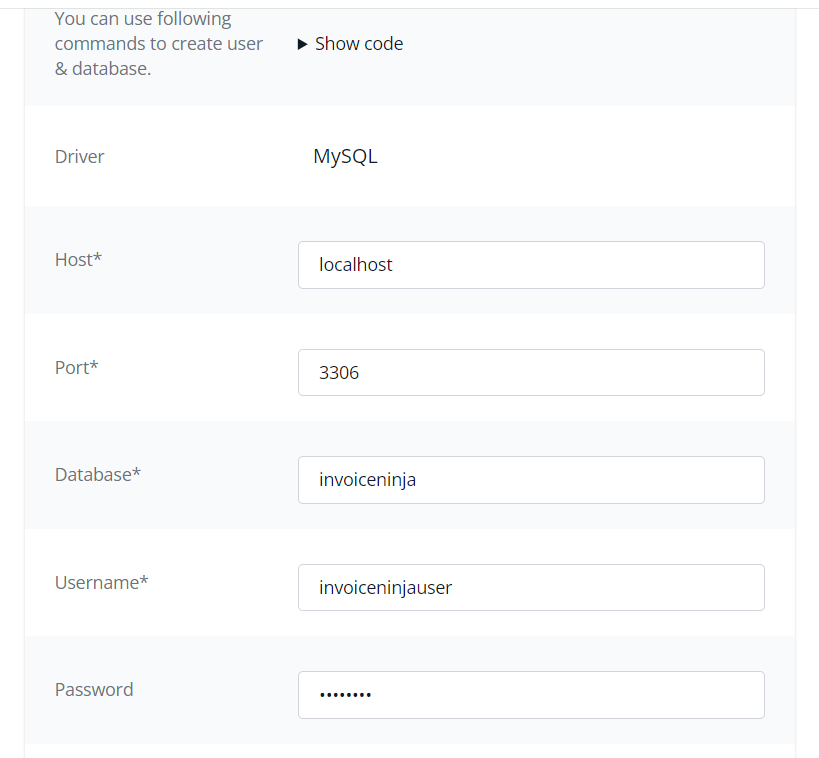 You can use following
commands to create user
& database.
▶ Show code
Driver
MySQL
Host*
localhost
Port*
3306
Database*
invoiceninja
Username*
invoiceninjauser
Password
••••••••